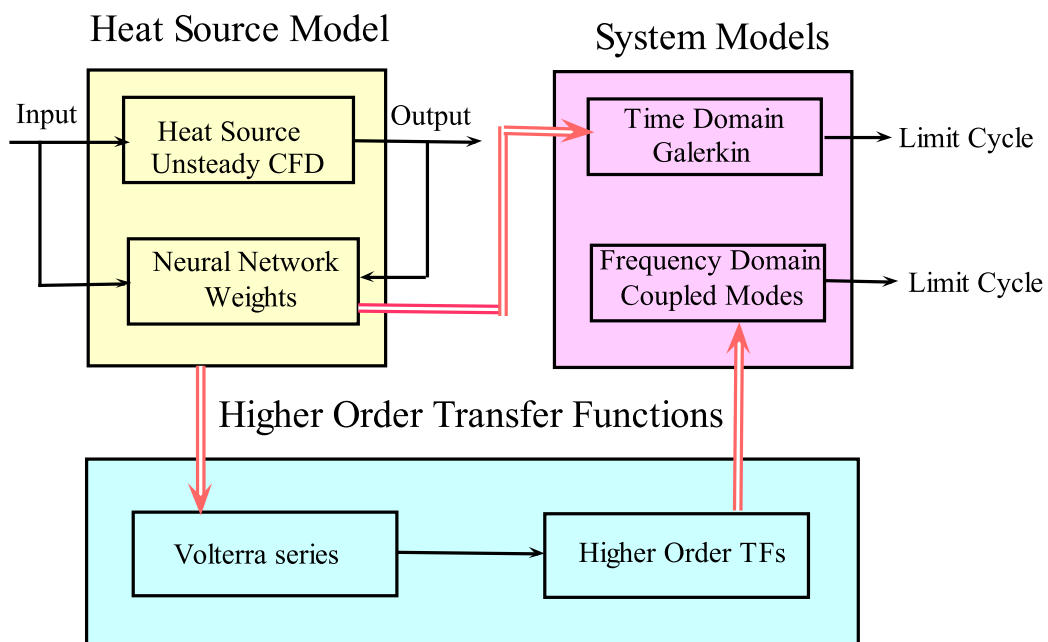 Heat Source Model
System Models
Input
Heat Source
Unsteady CFD
Output
Time Domain
Galerkin
Limit Cycle
Neural Network
Weights
Frequency Domain
Coupled Modes
Limit Cycle
Higher Order Transfer Functions
Volterra series
Higher Order TFs